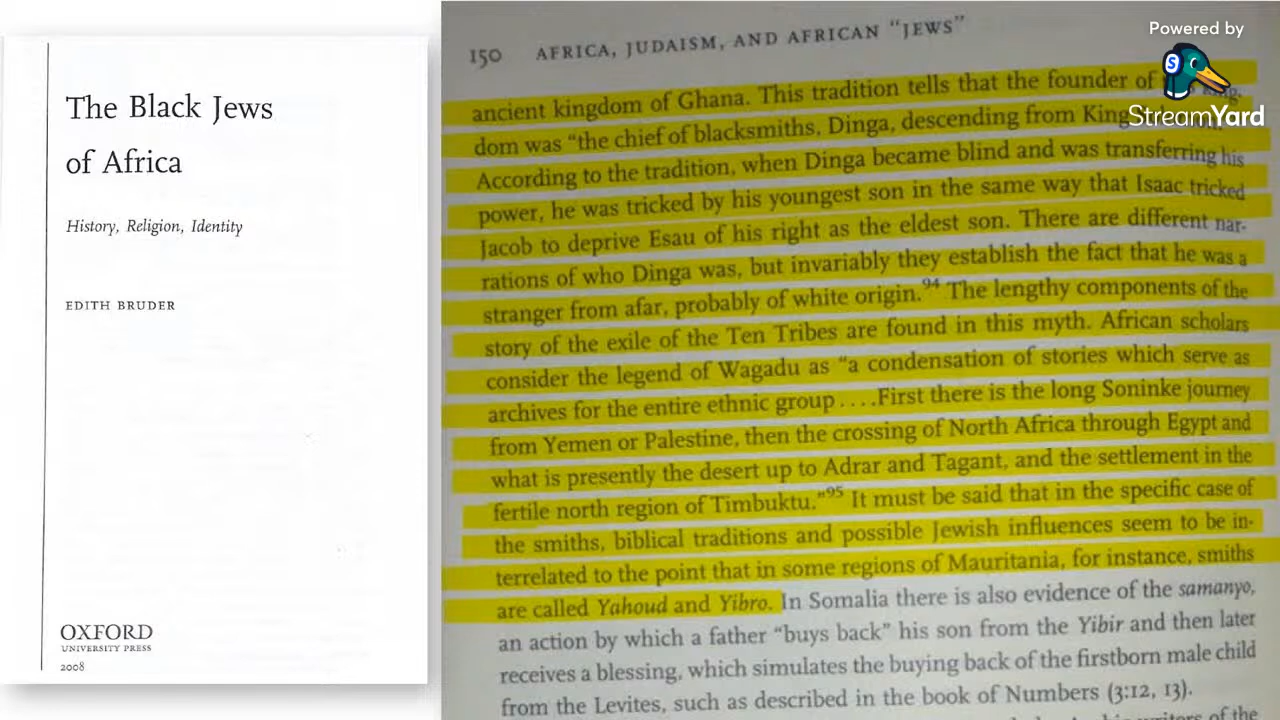 The Black Jews
of Africa
History, Religion, Identity
EDITH BRUDER
OXFORD
UNIVERSITY PRESS
2008
150 AFRICA, JUDAISM, AND AFRICAN "JEWS"
ancient kingdom of Ghana. This tradition tells that the founder of
dom was "the chief of blacksmiths, Dinga, descending from King
According to the tradition, when Dinga became blind and was transferring his
power, he was tricked by his youngest son in the same way that Isaac tricked
Jacob to deprive Esau of his right as the eldest son. There are different nar-
rations of who Dinga was, but invariably they establish the fact that he was a
stranger from afar, probably of white origin.94 The lengthy components of the
story of the exile of the Ten Tribes are found in this myth. African scholars
consider the legend of Wagadu as "a condensation of stories which serve as
archives for the entire ethnic group . . . .First there is the long Soninke journey
from Yemen or Palestine, then the crossing of North Africa through Egypt and
what is presently the desert up to Adrar and Tagant, and the settlement in the
fertile north region of Timbuktu."95 It must be said that in the specific case of
the smiths, biblical traditions and possible Jewish influences seem to be in-
terrelated to the point that in some regions of Mauritania, for instance, smiths
are called Yahoud and Yibro. In Somalia there is also evidence of the samanyo,
an action by which a father "buys back" his son from the Yibir and then later
receives a blessing, which simulates the buying back of the firstborn male child
from the Levites, such as described in the book of Numbers (3:12, 13).
writers of the
Powered by
S
StreamYard